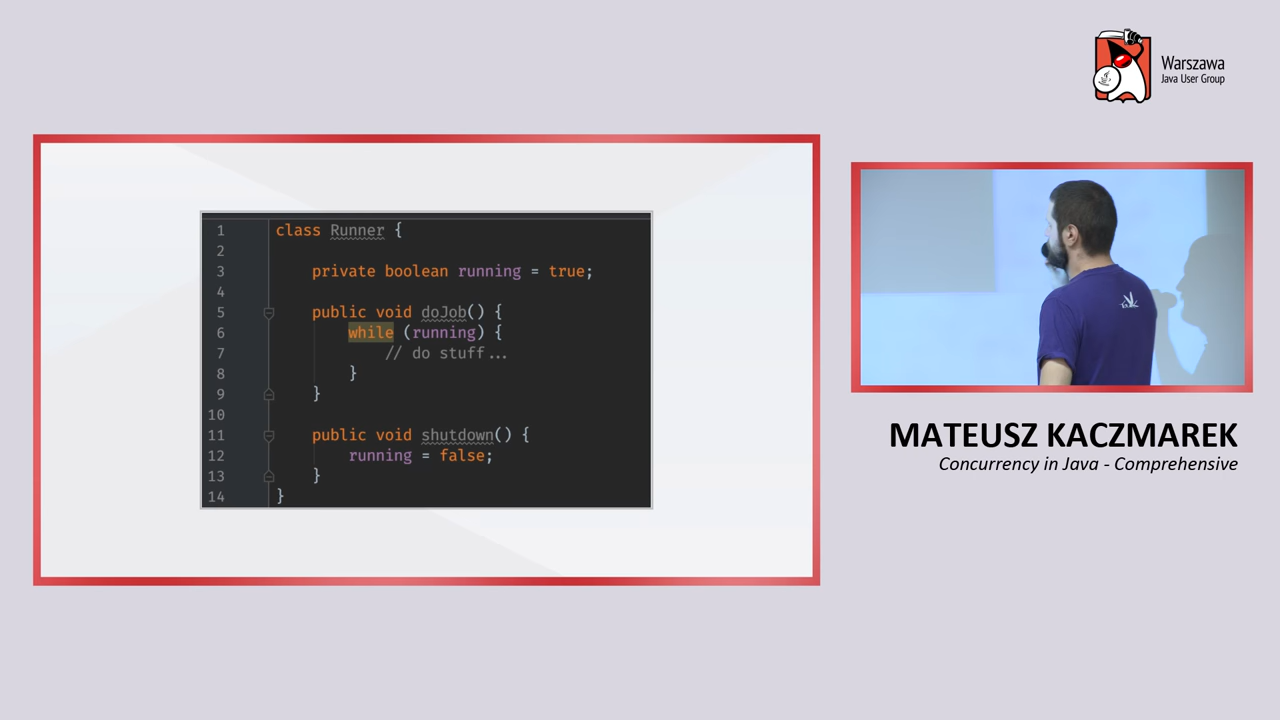 Warszawa
Java User Group
1 class Runner {
2
3     private boolean running = true;
4
5     public void doJob() {
6         while (running) {
7             // do stuff...
8         }
9     }
10
11     public void shutdown() {
12         running = false;
13     }
14 }
MATEUSZ KACZMAREK
Concurrency in Java - Comprehensive